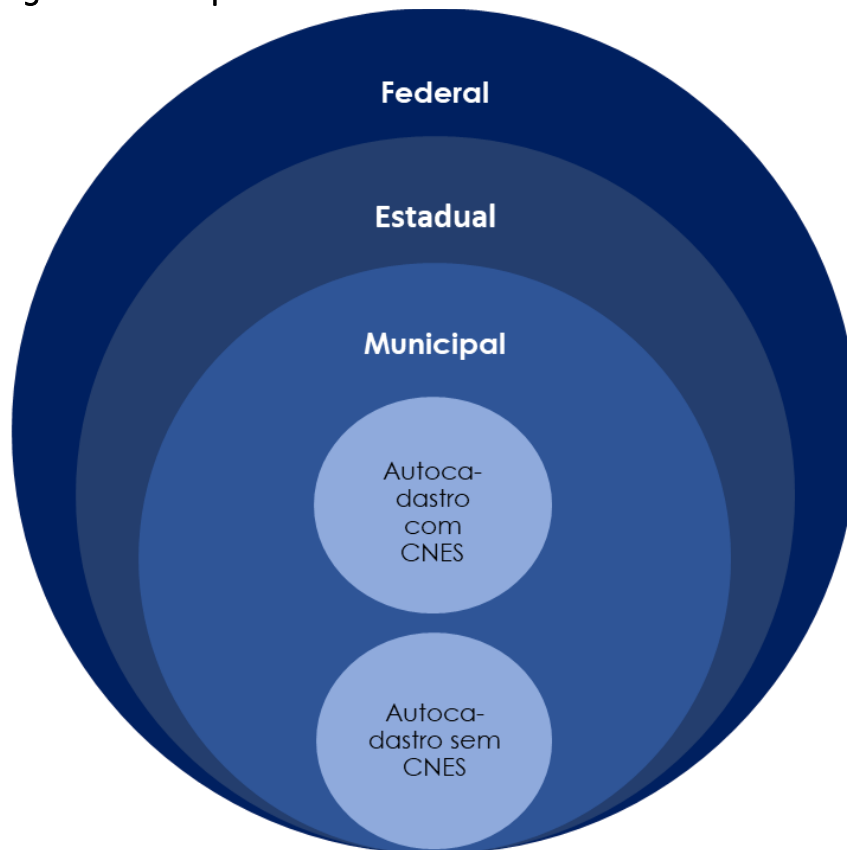 Federal
Estadual
Municipal
Autoca-
dastro
com
CNES
Autoca-
dastro sem
CNES